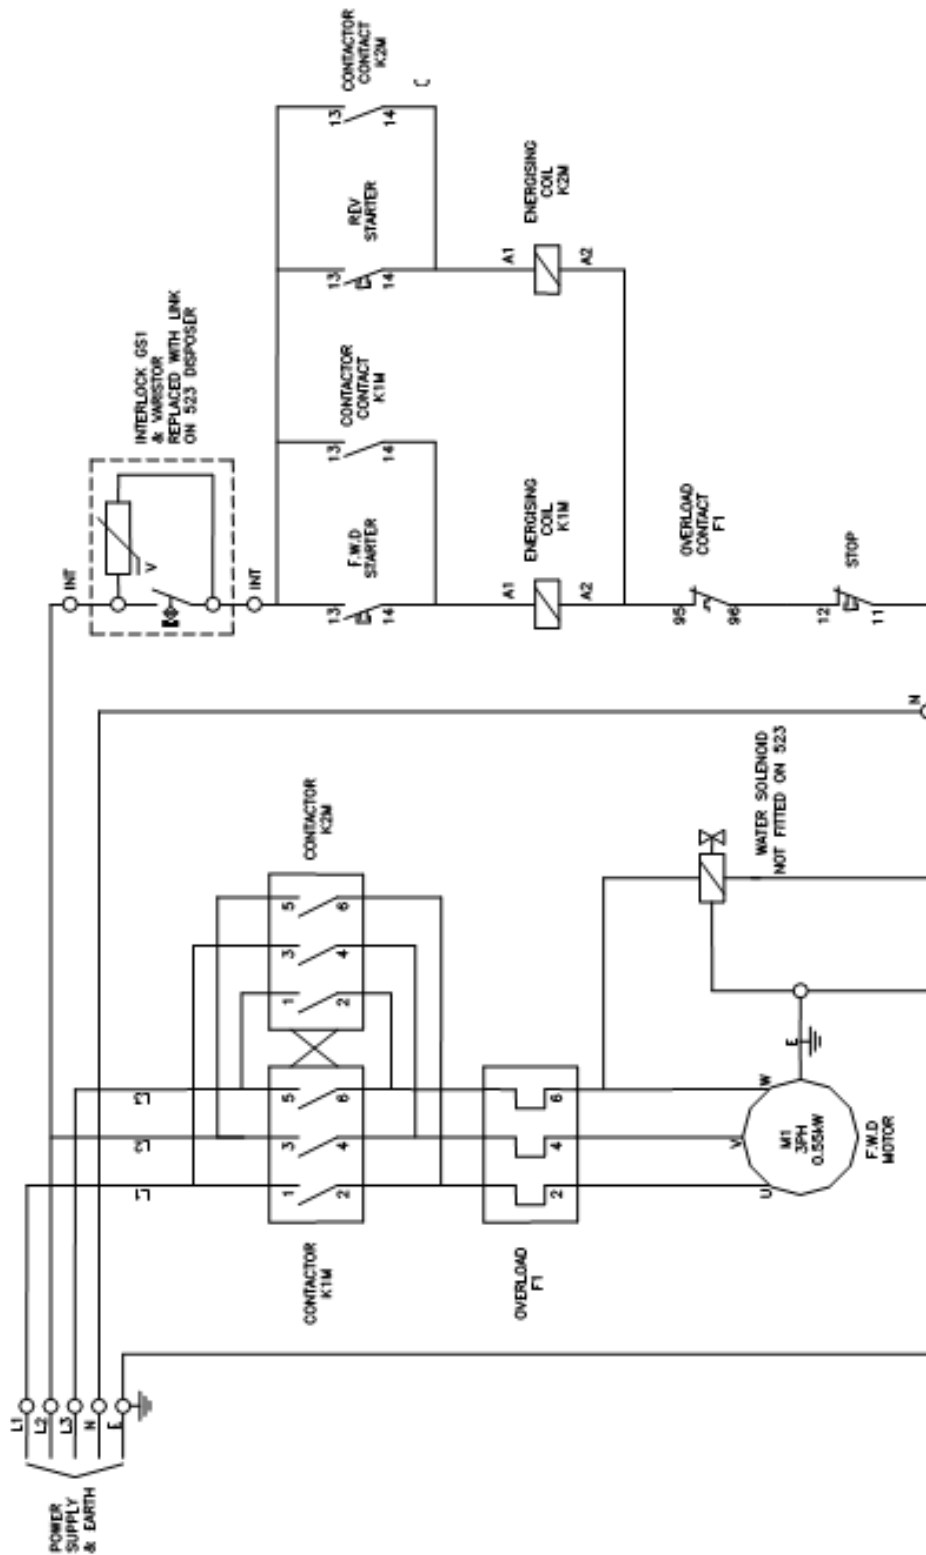 POWER
SUPPLY
& EARTH
L1
L2
L3
N
E
CONTACTOR
K1M
1
3
5
2
4
6
CONTACTOR
K2M
1
3
5
2
4
6
OVERLOAD
F1
2
4
6
U
V
W
M1
3PH
0.55kW
F.W.D
MOTOR
E
WATER SOLENOID
NOT FITTED ON 523
N
INT
V
INT
INTERLOCK GS1
& VARISTOR
REPLACED WITH LINK
ON 523 DISPOSER
13
14
F.W.D
STARTER
13
14
CONTACTOR
CONTACT
K1M
13
14
REV
STARTER
13
14
CONTACTOR
CONTACT
K2M
A1
A2
ENERGISING
COIL
K1M
A1
A2
ENERGISING
COIL
K2M
95
96
OVERLOAD
CONTACT
F1
12
11
STOP